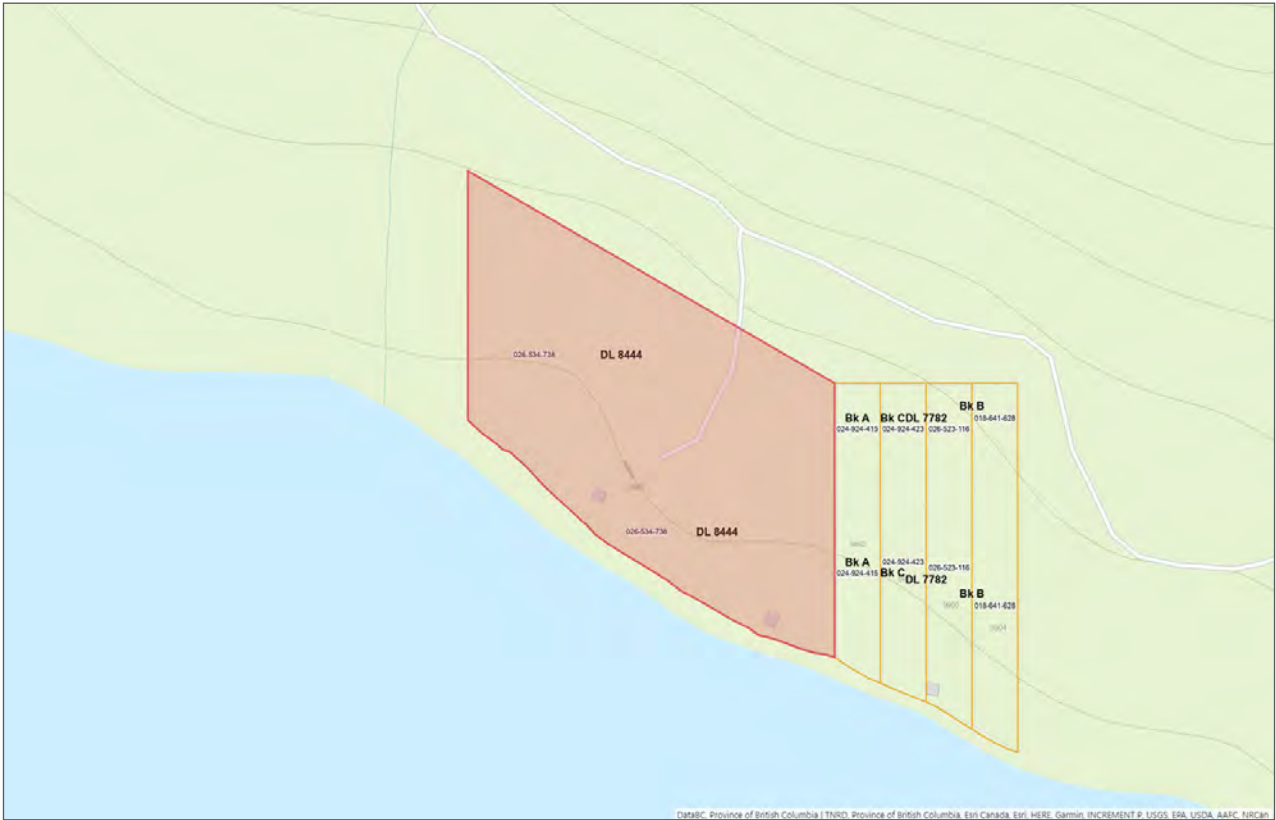 026-534-738
DL 8444
Bk B
Bk A
Bk C
DL 7782
018-641-628
024-924-415
024-924-423
026-523-116
026-534-738
DL 8444
Bk A
024-924-423
026-523-116
024-924-415
Bk C
DL 7782
Bk B
018-641-628
9904
DataBC, Province of British Columbia | TNRD, Province of British Columbia, Esri Canada, Esri, HERE, Garmin, INCREMENT P, USGS, EPA, USDA, AAFC, NRCan